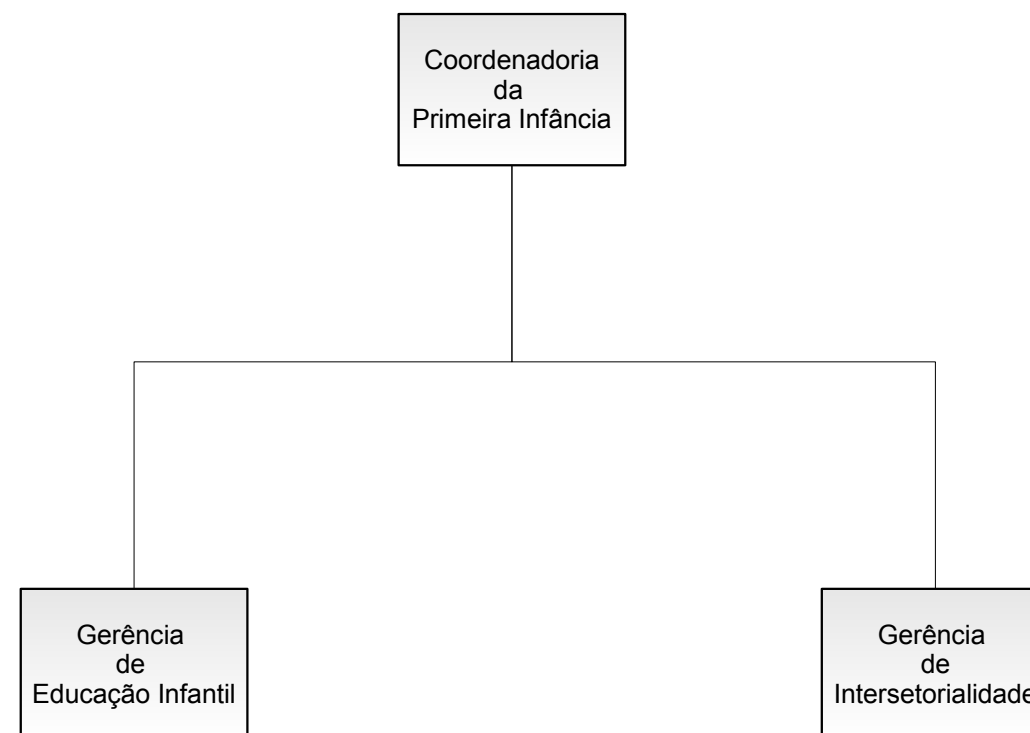 Coordenadoria
da
Primeira Infância
Gerência
de
Educação Infantil
Gerência
de
Intersetorialidade